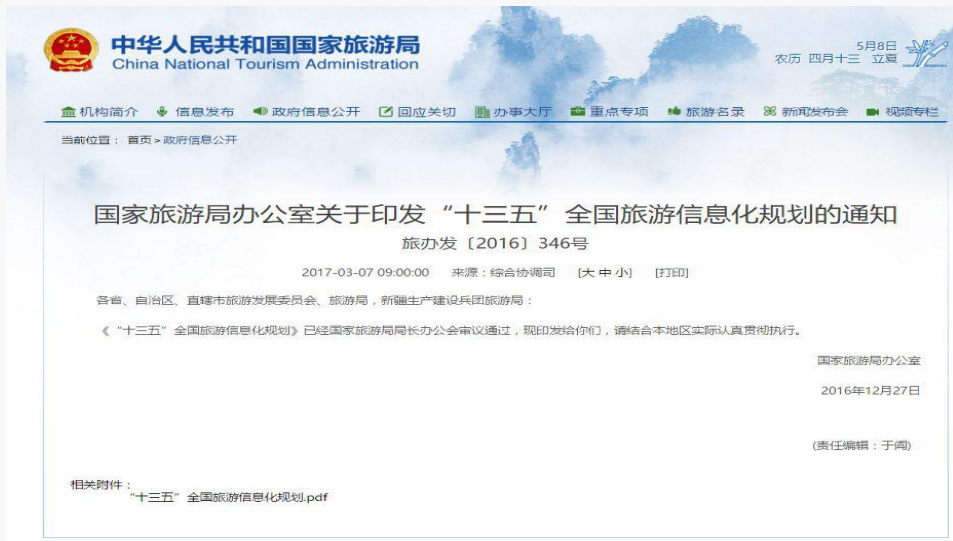 中华人民共和国国家旅游局
China National Tourism Administration
5月8日
农历 四月十三 立夏
机构简介 信息发布 政府信息公开 回应关切 办事大厅 重点专项 旅游名录 新闻发布会 视频专栏
当前位置： 首页 > 政府信息公开
国家旅游局办公室关于印发“十三五”全国旅游信息化规划的通知
旅办发〔2016〕346号
2017-03-07 09:00:00 来源：综合协调司 [大 中 小] [打印]
各省、自治区、直辖市旅游发展委员会、旅游局，新疆生产建设兵团旅游局：
《“十三五”全国旅游信息化规划》已经国家旅游局局长办公会审议通过，现印发给你们，请结合本地区实际认真贯彻执行。
国家旅游局办公室
2016年12月27日
(责任编辑：于阗)
相关附件：
“十三五”全国旅游信息化规划.pdf